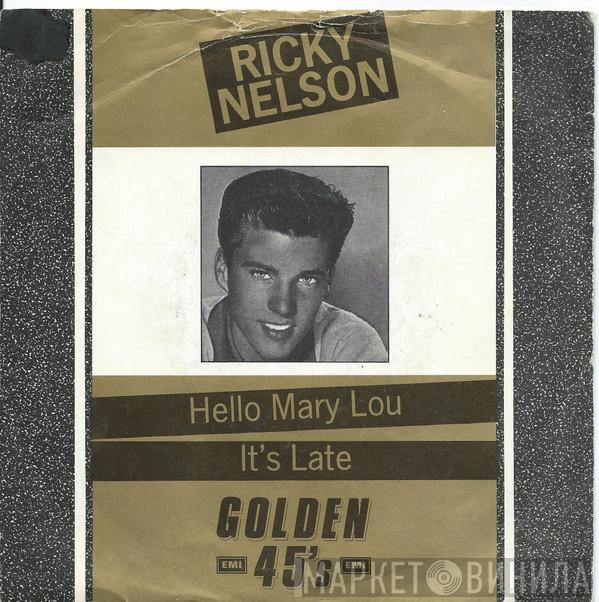 RICKY
NELSON
Hello Mary Lou
It's Late
GOLDEN
EMI 45's EMI
МАРКЕТ ВИНИЛА